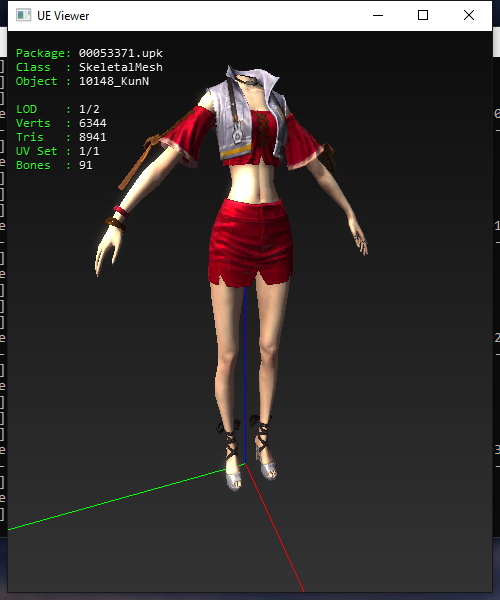 UE Viewer
Package: 00053371.upk
Class : SkeletalMesh
Object : 10148_KunN
LOD : 1/2
Verts : 6344
Tris : 8941
UV Set : 1/1
Bones : 91